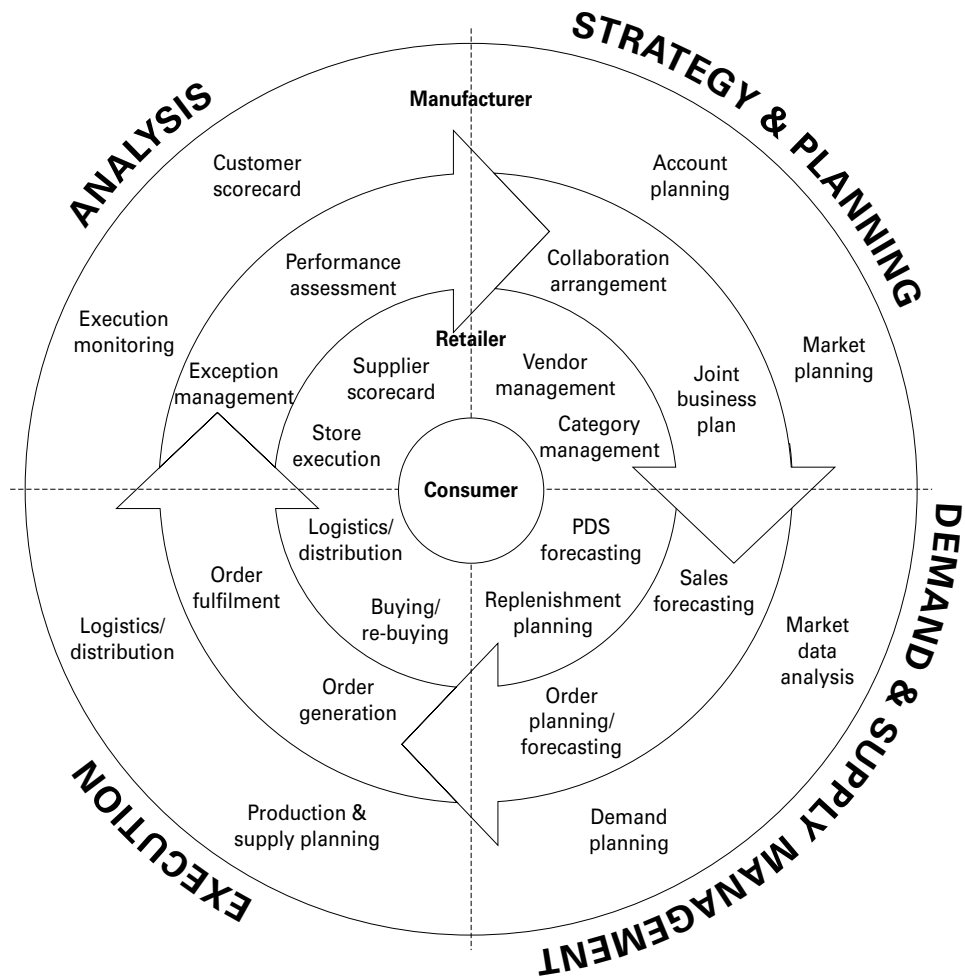 STRATEGY & PLANNING
ANALYSIS
Manufacturer
Customer
scorecard
Account
planning
Performance
assessment
Collaboration
arrangement
Execution
monitoring
Retailer
Market
planning
Exception
management
Supplier
scorecard
Vendor
management
Joint
business
plan
Store
execution
Category
management
Consumer
Logistics/
distribution
PDS
forecasting
DEMAND & SUPPLY MANAGEMENT
Order
fulfilment
Sales
forecasting
Buying/
re-buying
Replenishment
planning
Logistics/
distribution
Market
data
analysis
Order
generation
Order
planning/
forecasting
EXECUTION
Production &
supply planning
Demand
planning